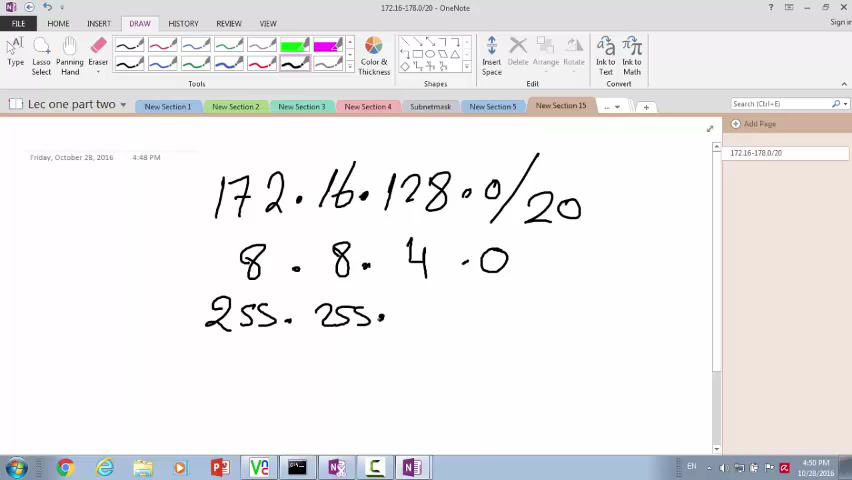 172.16-178.0/20 - OneNote
FILE HOME INSERT DRAW HISTORY REVIEW VIEW
Sign in
Type Lasso Select Panning Hand Eraser Color & Thickness Insert Space Delete Arrange Rotate Ink to Text Ink to Math
Tools Shapes Edit Convert
Lec one part two New Section 1 New Section 2 New Section 3 New Section 4 Subnetmask New Section 5 New Section 15 ... Search (Ctrl+E)
Add Page
172.16-178.0/20
Friday, October 28, 2016 4:48 PM
172.16.128.0/20
8.8.4.0
255.255.
EN 4:50 PM
10/28/2016